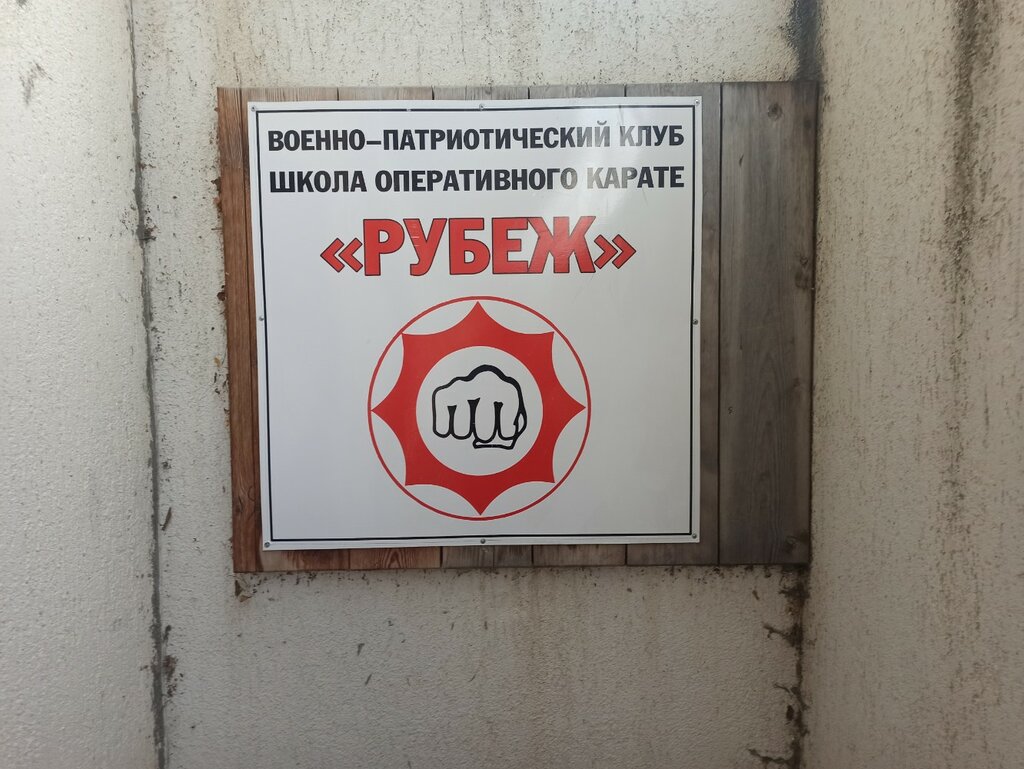 ВОЕННО-ПАТРИОТИЧЕСКИЙ КЛУБ
ШКОЛА ОПЕРАТИВНОГО КАРАТЕ
«РУБЕЖ»